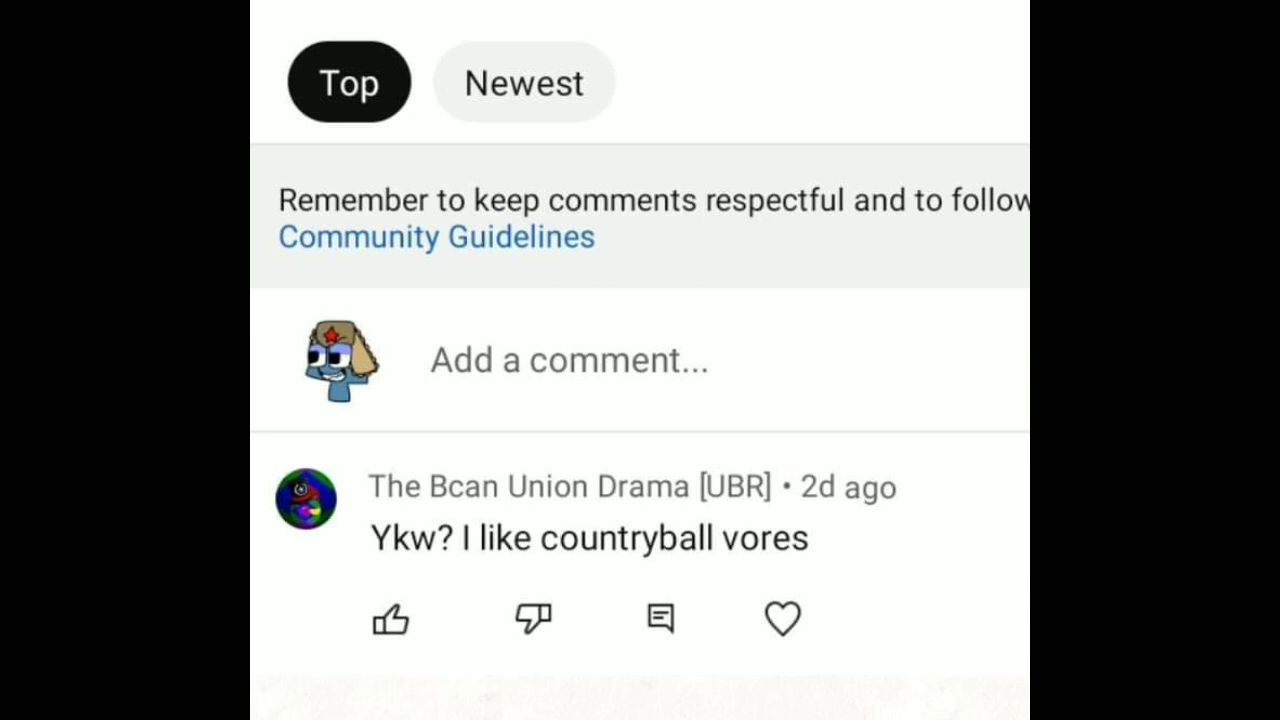 Top
Newest
Remember to keep comments respectful and to follow
Community Guidelines
Add a comment...
The Bcan Union Drama [UBR] • 2d ago
Ykw? I like countryball vores